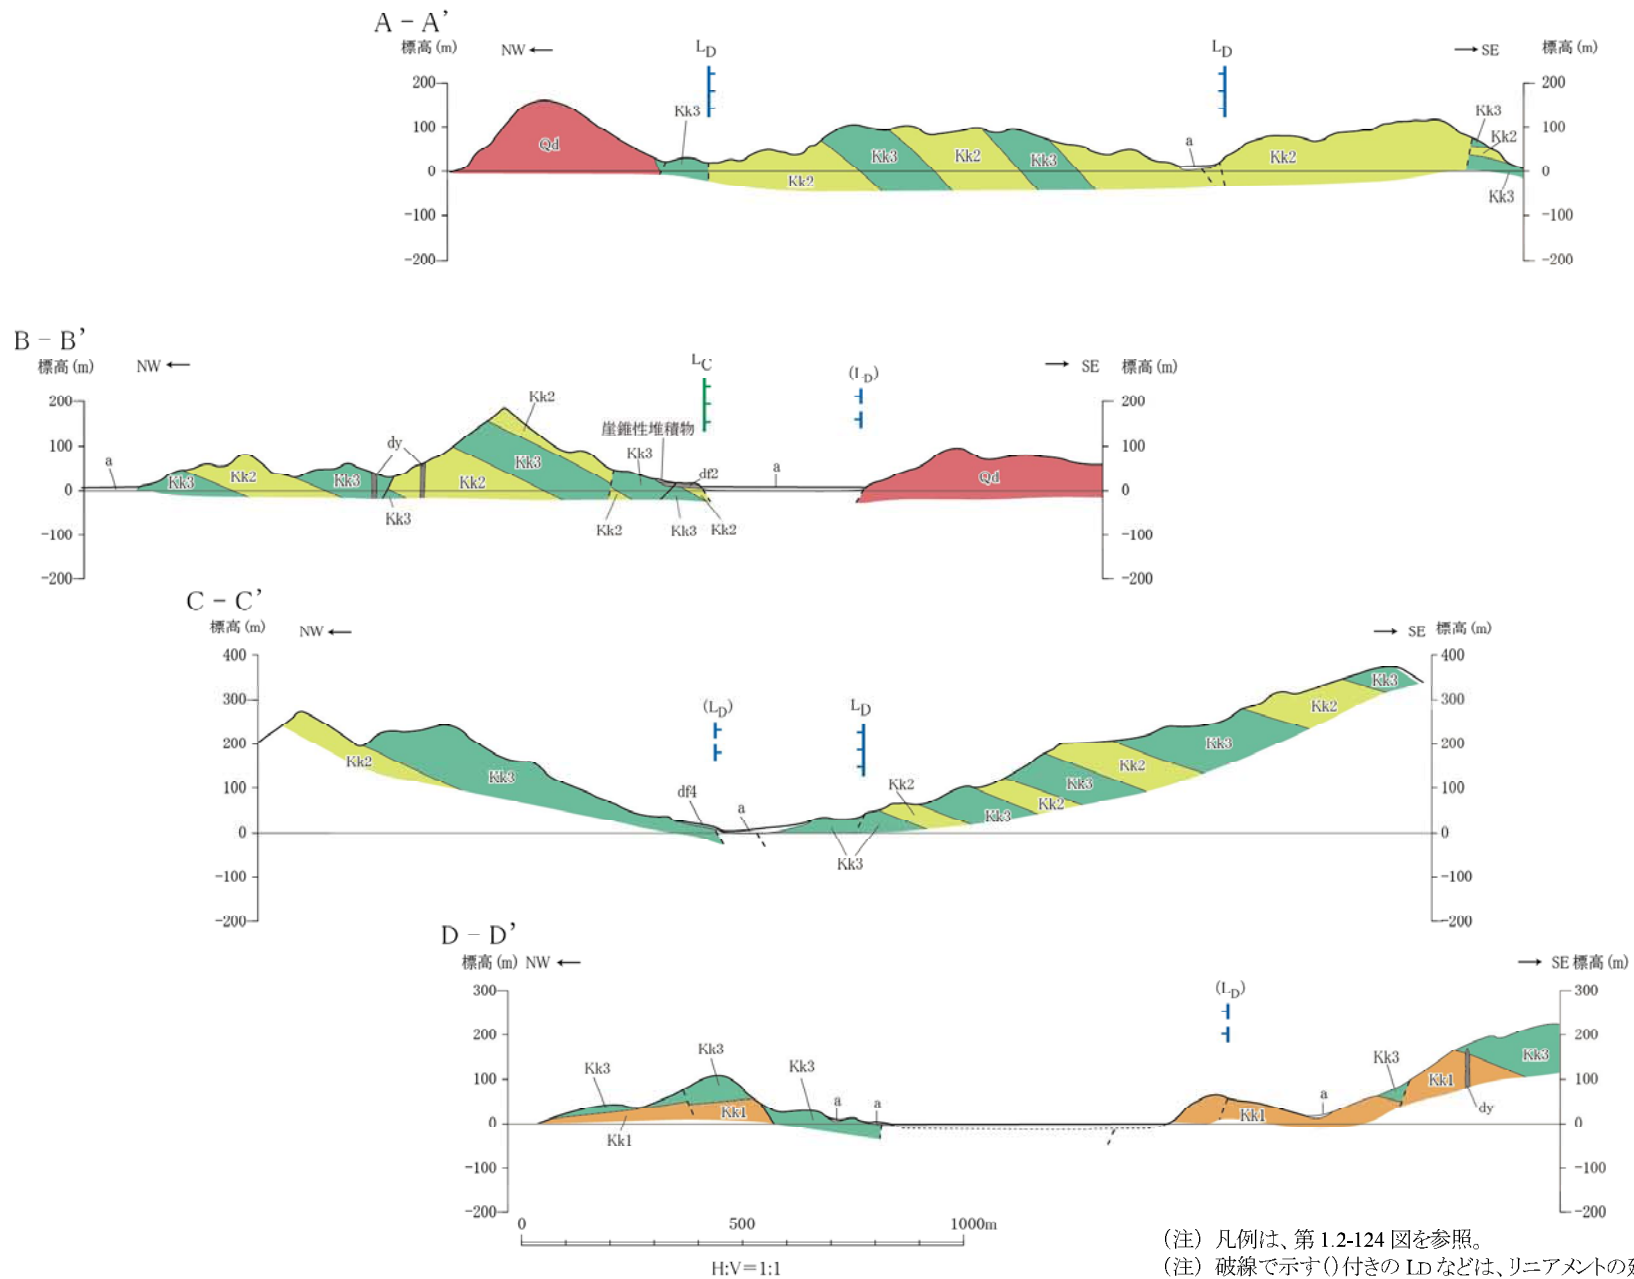 A－A’
標高(m) NW ← LD LD → SE 標高(m)
200 200
Kk3 Kk3
100 100
Qd a Kk2
Kk3 Kk2 Kk3 Kk2
Kk2
0 0
Kk3
-100 -100
-200 -200
B－B’
標高(m) NW ← LC (LD) → SE 標高(m)
200 Kk2 200
崖錐性堆積物
100 dy 100
a Kk3 Kk2 Kk3 Kk2 Kk3 Kk3 df2 a Qd
0 0
Kk3 Kk2 Kk3 Kk2
-100 -100
-200 -200
C－C’
標高(m) NW ← → SE 標高(m)
400 400
Kk3
300 (LD) LD Kk2 300
200 200
Kk2 Kk3 Kk2 Kk3
Kk2 Kk3
100 df4 a Kk3 Kk2 100
0 0
Kk3
-100 -100
-200 -200
D－D’
標高(m) NW ← → SE 標高(m)
300 (LD) 300
200 200
Kk3 Kk3 Kk3 Kk3 Kk3
100 100
a a Kk1 Kk1 a Kk1 dy
0 0
Kk1
-100 -100
-200 -200
0 500 1000m
H:V=1:1
(注) 凡例は、第 1.2-124 図を参照。
(注) 破線で示す()付きの LD などは、リニアメントの